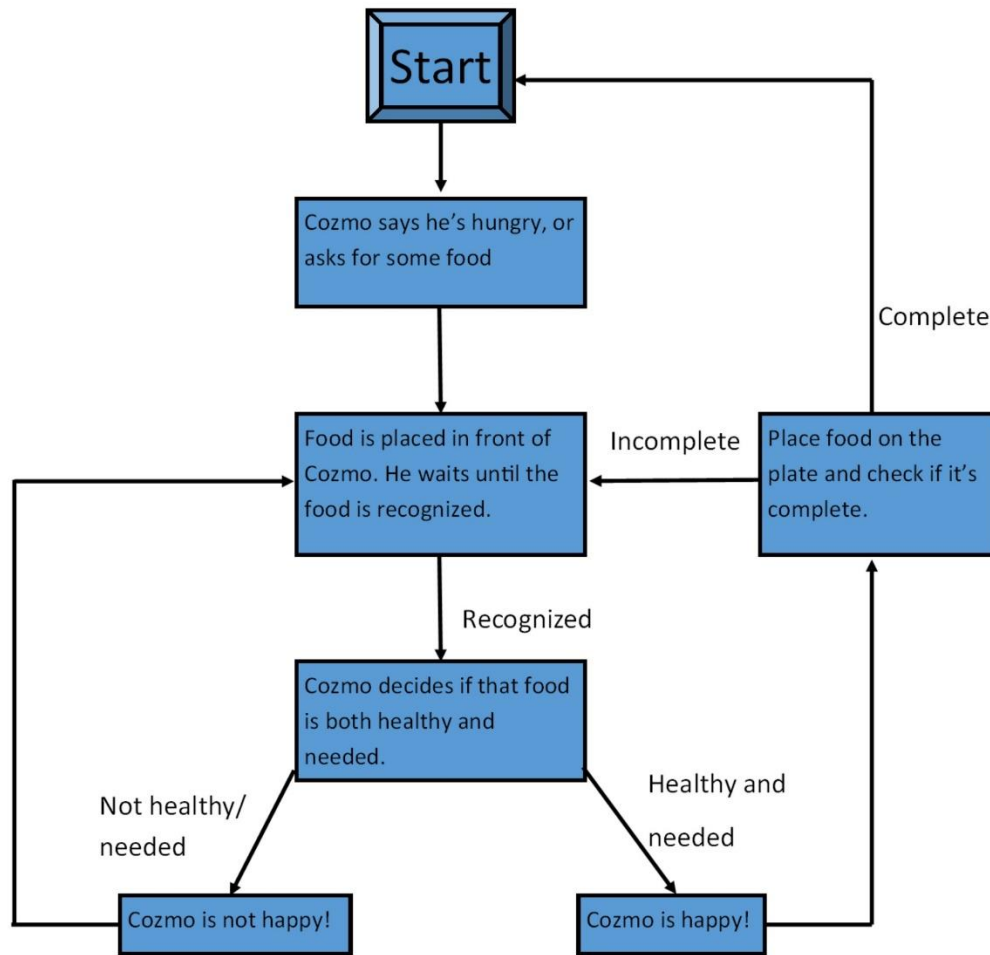 Start
Cozmo says he’s hungry, or
asks for some food
Complete
Food is placed in front of
Cozmo. He waits until the
food is recognized.
Incomplete
Place food on the
plate and check if it’s
complete.
Recognized
Cozmo decides if that food
is both healthy and
needed.
Not healthy/
needed
Healthy and
needed
Cozmo is not happy!
Cozmo is happy!